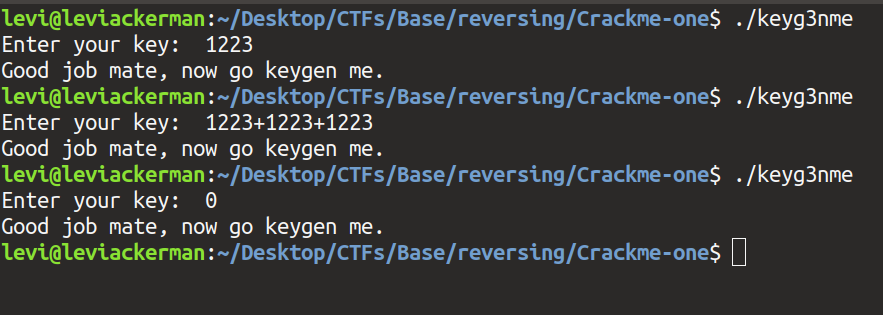 levi@leviackerman:~/Desktop/CTFs/Base/reversing/Crackme-one$ ./keyg3nme
Enter your key:  1223
Good job mate, now go keygen me.
levi@leviackerman:~/Desktop/CTFs/Base/reversing/Crackme-one$ ./keyg3nme
Enter your key:  1223+1223+1223
Good job mate, now go keygen me.
levi@leviackerman:~/Desktop/CTFs/Base/reversing/Crackme-one$ ./keyg3nme
Enter your key:  0
Good job mate, now go keygen me.
levi@leviackerman:~/Desktop/CTFs/Base/reversing/Crackme-one$